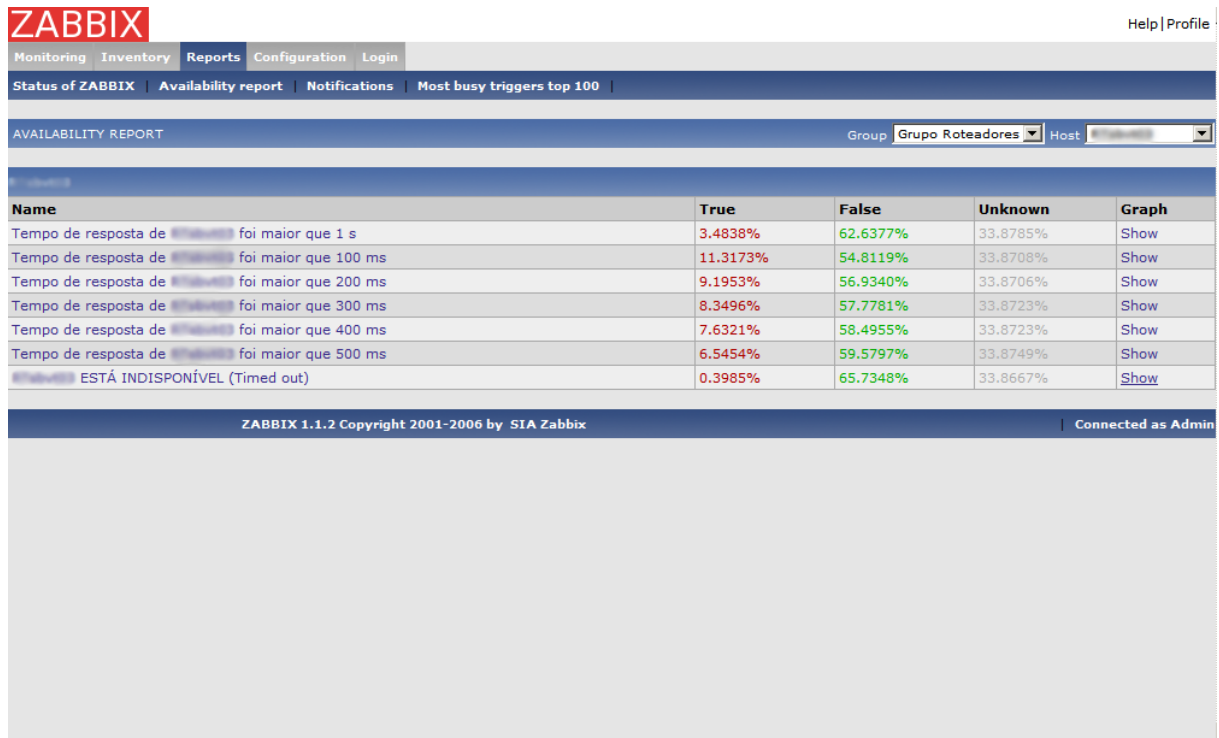 ZABBIX
Help|Profile
Monitoring Inventory Reports Configuration Login
Status of ZABBIX | Availability report | Notifications | Most busy triggers top 100 |
AVAILABILITY REPORT Group Grupo Roteadores Host
Name True False Unknown Graph
Tempo de resposta de foi maior que 1 s 3.4838% 62.6377% 33.8785% Show
Tempo de resposta de foi maior que 100 ms 11.3173% 54.8119% 33.8708% Show
Tempo de resposta de foi maior que 200 ms 9.1953% 56.9340% 33.8706% Show
Tempo de resposta de foi maior que 300 ms 8.3496% 57.7781% 33.8723% Show
Tempo de resposta de foi maior que 400 ms 7.6321% 58.4955% 33.8723% Show
Tempo de resposta de foi maior que 500 ms 6.5454% 59.5797% 33.8749% Show
ESTÁ INDISPONÍVEL (Timed out) 0.3985% 65.7348% 33.8667% Show
ZABBIX 1.1.2 Copyright 2001-2006 by SIA Zabbix | Connected as Admin